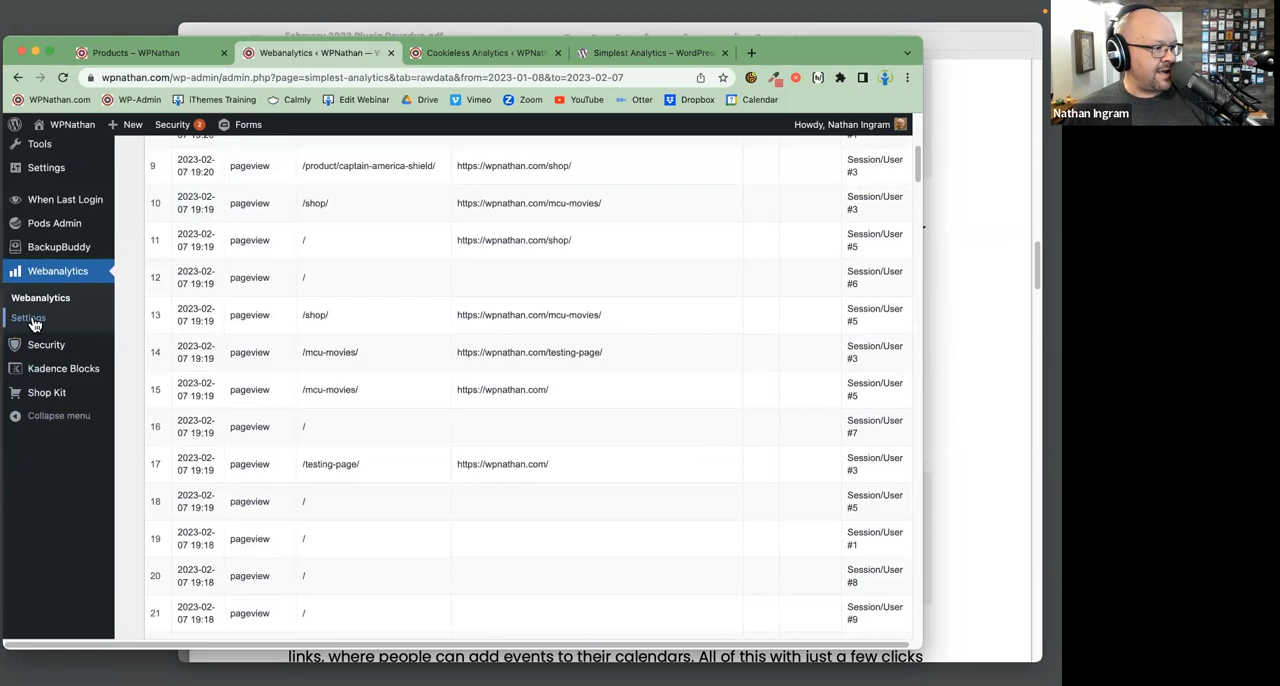 February 2023 Plugin Roundup.pdf
Products – WPNathan
Webanalytics ‹ WPNathan —
Cookieless Analytics ‹ WPNath
Simplest Analytics – WordPres
wpnathan.com/wp-admin/admin.php?page=simplest-analytics&tab=rawdata&from=2023-01-08&to=2023-02-07
WPNathan.com WP-Admin iThemes Training Calmly Edit Webinar Drive Vimeo Zoom YouTube Otter Dropbox Calendar
WPNathan New Security 2 Forms Howdy, Nathan Ingram
Tools
Settings
When Last Login
Pods Admin
BackupBuddy
Webanalytics
Webanalytics
Settings
Security
Kadence Blocks
Shop Kit
Collapse menu
07 19:20 #1
9 2023-02-07 19:20 pageview /product/captain-america-shield/ https://wpnathan.com/shop/ Session/User #3
10 2023-02-07 19:19 pageview /shop/ https://wpnathan.com/mcu-movies/ Session/User #3
11 2023-02-07 19:19 pageview / https://wpnathan.com/shop/ Session/User #5
12 2023-02-07 19:19 pageview / Session/User #6
13 2023-02-07 19:19 pageview /shop/ https://wpnathan.com/mcu-movies/ Session/User #5
14 2023-02-07 19:19 pageview /mcu-movies/ https://wpnathan.com/testing-page/ Session/User #3
15 2023-02-07 19:19 pageview /mcu-movies/ https://wpnathan.com/ Session/User #5
16 2023-02-07 19:19 pageview / Session/User #7
17 2023-02-07 19:19 pageview /testing-page/ https://wpnathan.com/ Session/User #3
18 2023-02-07 19:19 pageview / Session/User #5
19 2023-02-07 19:18 pageview / Session/User #1
20 2023-02-07 19:18 pageview / Session/User #8
21 2023-02-07 19:18 pageview / Session/User #9
links, where people can add events to their calendars. All of this with just a few clicks
Nathan Ingram